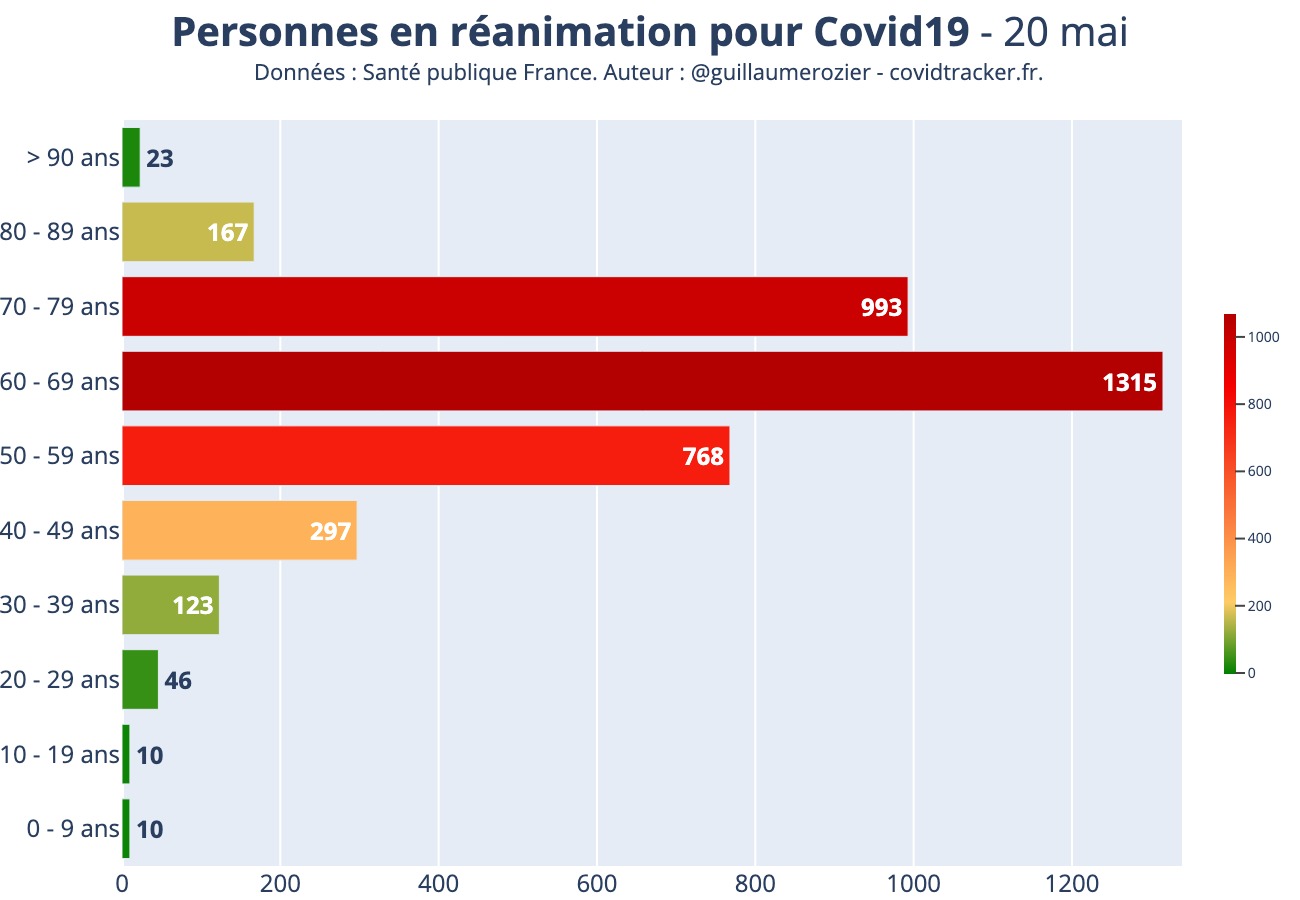 Personnes en réanimation pour Covid19 - 20 mai
Données : Santé publique France. Auteur : @guillaumerozier - covidtracker.fr.
> 90 ans 23
80 - 89 ans 167
70 - 79 ans 993
60 - 69 ans 1315
50 - 59 ans 768
40 - 49 ans 297
30 - 39 ans 123
20 - 29 ans 46
10 - 19 ans 10
0 - 9 ans 10
0 200 400 600 800 1000 1200
1000
800
600
400
200
0